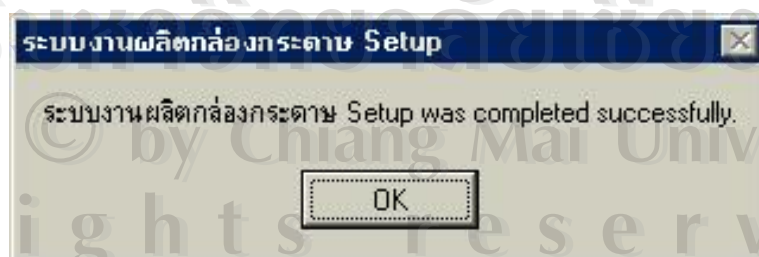 ระบบงานผลิตกล่องกระดาษ Setup
ระบบงานผลิตกล่องกระดาษ Setup was completed successfully.
© by Chiang Mai Univ
OK
ights reserv